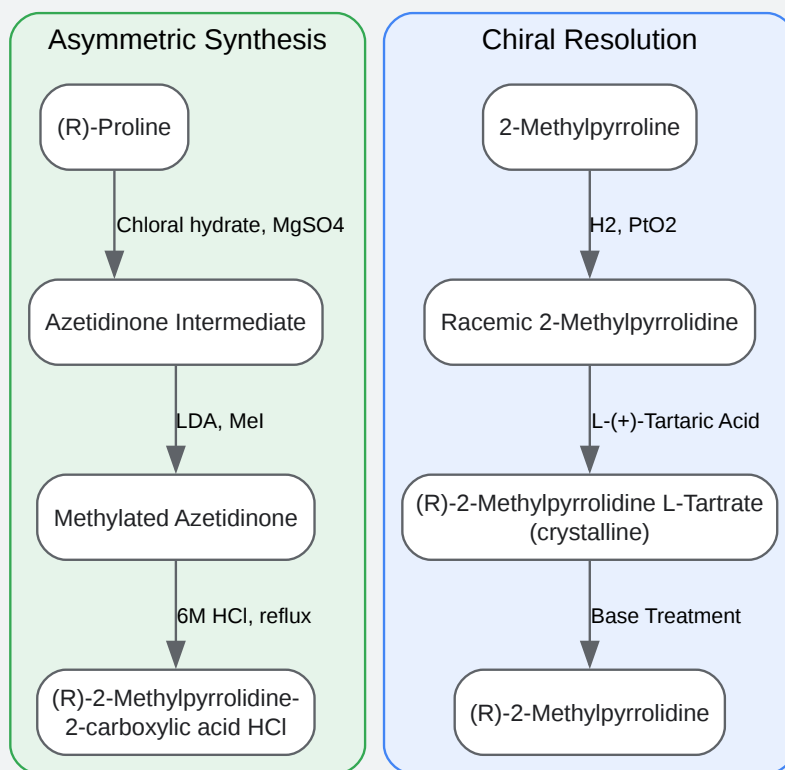 Asymmetric Synthesis
(R)-Proline
Chloral hydrate, MgSO4
Azetidinone Intermediate
LDA, MeI
Methylated Azetidinone
6M HCl, reflux
(R)-2-Methylpyrrolidine-
2-carboxylic acid HCl
Chiral Resolution
2-Methylpyrroline
H2, PtO2
Racemic 2-Methylpyrrolidine
L-(+)-Tartaric Acid
(R)-2-Methylpyrrolidine L-Tartrate
(crystalline)
Base Treatment
(R)-2-Methylpyrrolidine